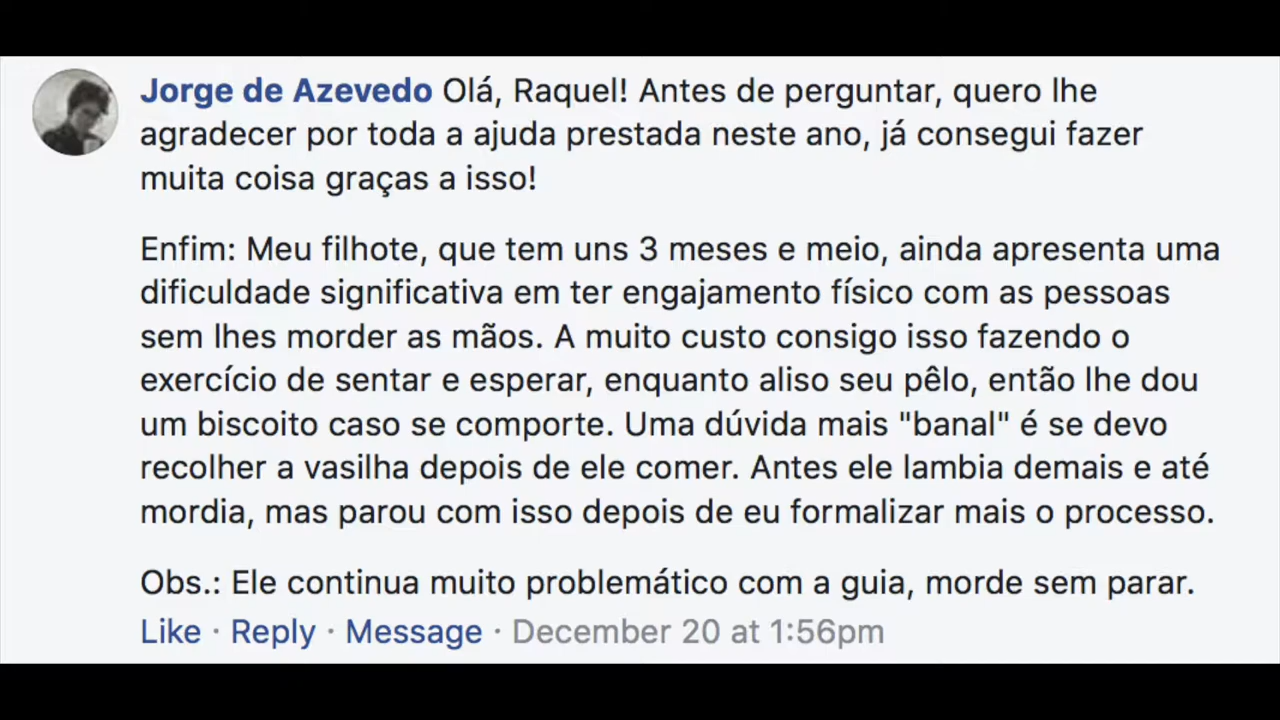 Jorge de Azevedo Olá, Raquel! Antes de perguntar, quero lhe
agradecer por toda a ajuda prestada neste ano, já consegui fazer
muita coisa graças a isso!
Enfim: Meu filhote, que tem uns 3 meses e meio, ainda apresenta uma
dificuldade significativa em ter engajamento físico com as pessoas
sem lhes morder as mãos. A muito custo consigo isso fazendo o
exercício de sentar e esperar, enquanto aliso seu pêlo, então lhe dou
um biscoito caso se comporte. Uma dúvida mais "banal" é se devo
recolher a vasilha depois de ele comer. Antes ele lambia demais e até
mordia, mas parou com isso depois de eu formalizar mais o processo.
Obs.: Ele continua muito problemático com a guia, morde sem parar.
Like · Reply · Message · December 20 at 1:56pm